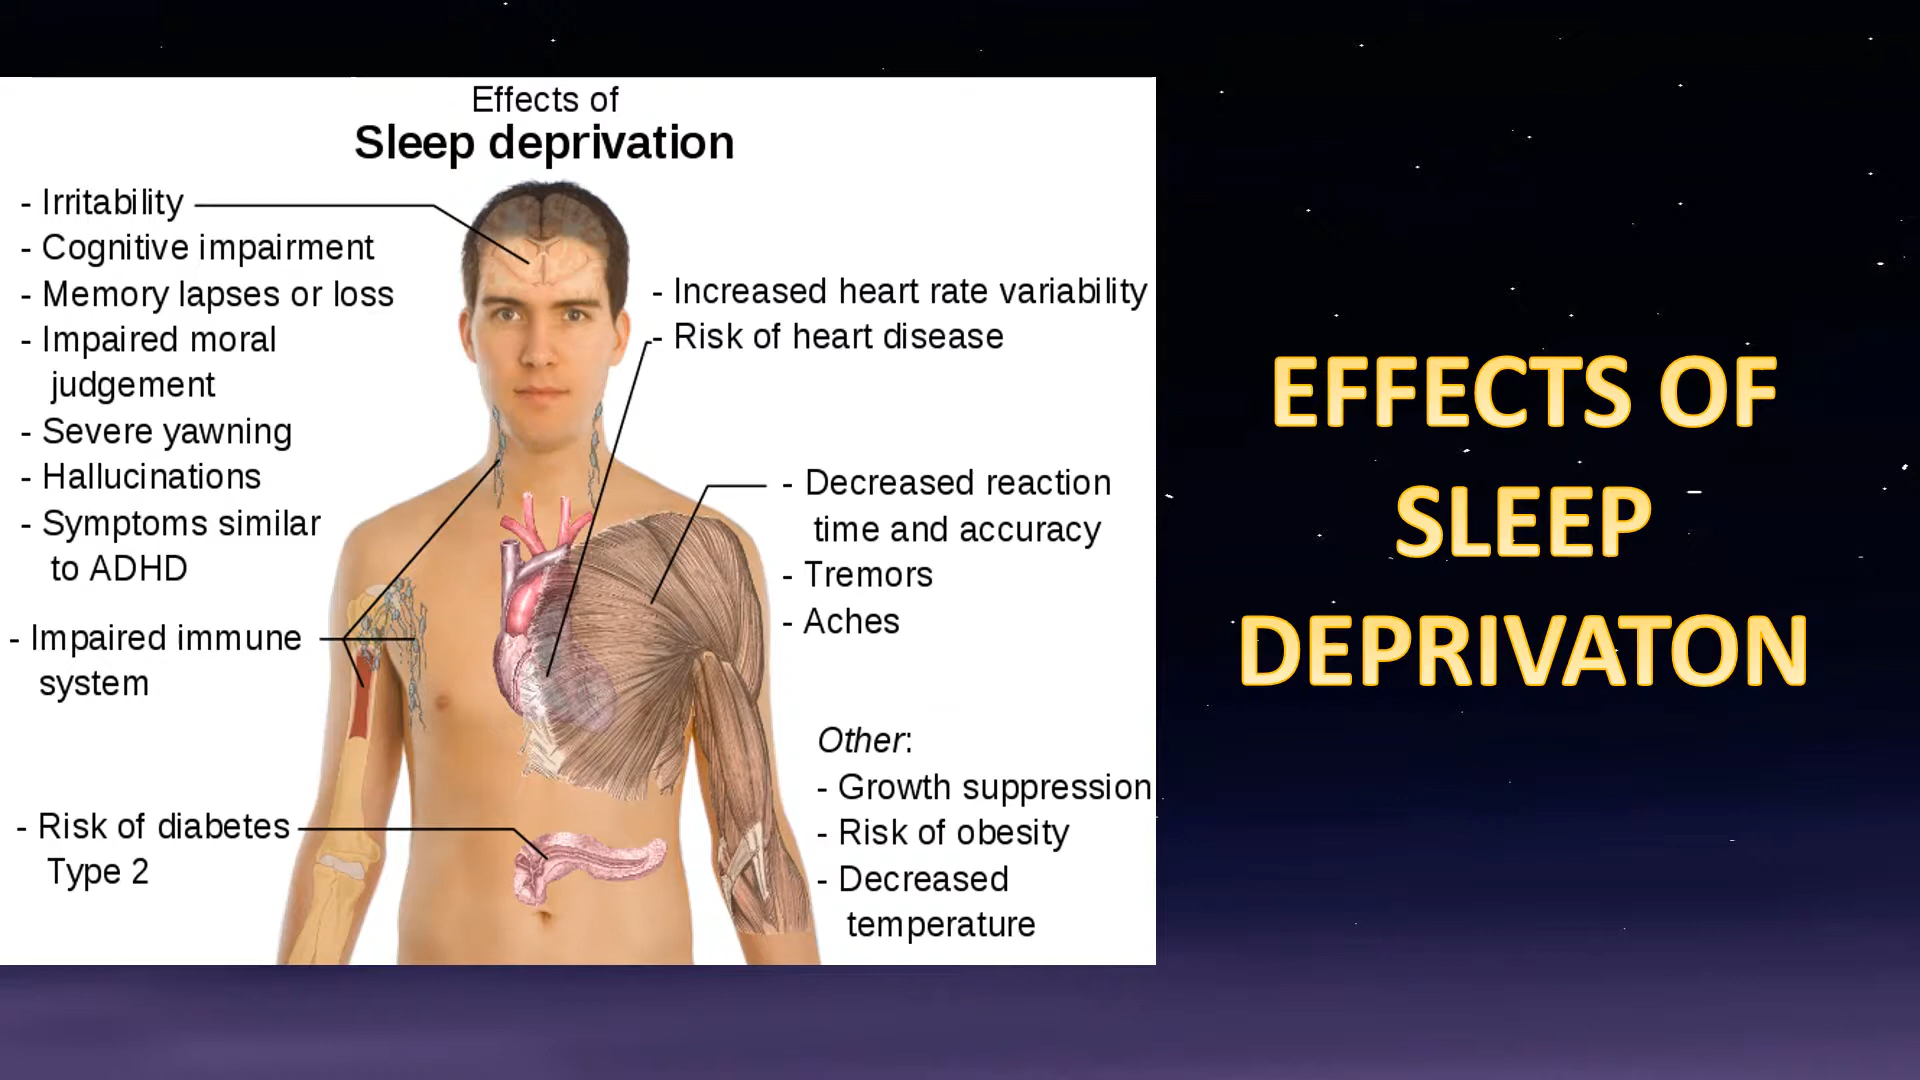 Effects of
Sleep deprivation
- Irritability
- Cognitive impairment
- Memory lapses or loss
- Impaired moral
judgement
- Severe yawning
- Hallucinations
- Symptoms similar
to ADHD
- Impaired immune
system
- Risk of diabetes
Type 2
- Increased heart rate variability
- Risk of heart disease
- Decreased reaction
time and accuracy
- Tremors
- Aches
Other:
- Growth suppression
- Risk of obesity
- Decreased
temperature
EFFECTS OF
SLEEP
DEPRIVATON